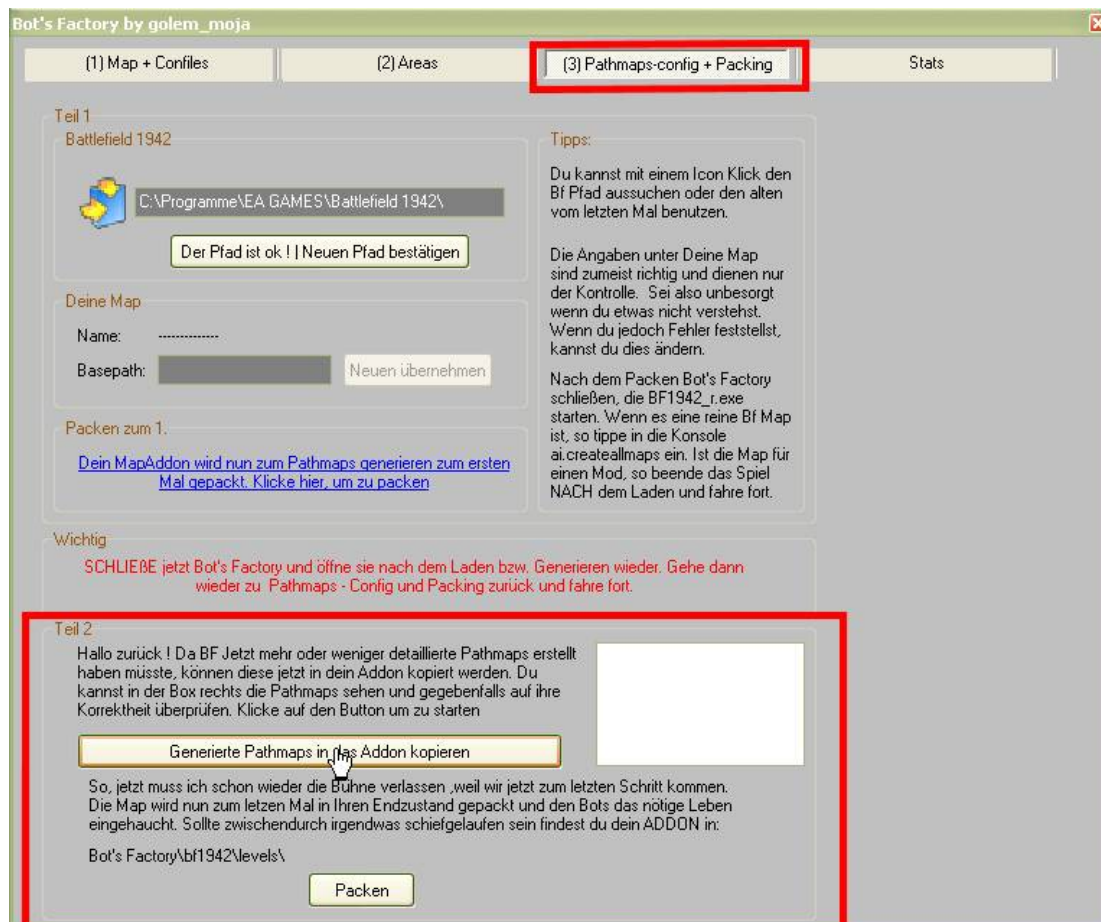 Bot's Factory by golem_moja
(1) Map + Confiles
(2) Areas
(3) Pathmaps-config + Packing
Stats
Teil 1
Battlefield 1942
C:\Programme\EA GAMES\Battlefield 1942\
Der Pfad ist ok ! | Neuen Pfad bestätigen
Deine Map
Name: -------------
Basepath:
Neuen übernehmen
Packen zum 1.
Dein MapAddon wird nun zum Pathmaps generieren zum ersten
Mal gepackt. Klicke hier, um zu packen
Tipps:
Du kannst mit einem Icon Klick den
Bf Pfad aussuchen oder den alten
vom letzten Mal benutzen.
Die Angaben unter Deine Map
sind zumeist richtig und dienen nur
der Kontrolle. Sei also unbesorgt
wenn du etwas nicht verstehst.
Wenn du jedoch Fehler feststellst,
kannst du dies ändern.
Nach dem Packen Bot's Factory
schließen, die BF1942_r.exe
starten. Wenn es eine reine Bf Map
ist, so tippe in die Konsole
ai.createallmaps ein. Ist die Map für
einen Mod, so beende das Spiel
NACH dem Laden und fahre fort.
Wichtig
SCHLIEßE jetzt Bot's Factory und öffne sie nach dem Laden bzw. Generieren wieder. Gehe dann
wieder zu Pathmaps - Config und Packing zurück und fahre fort.
Teil 2
Hallo zurück ! Da BF Jetzt mehr oder weniger detaillierte Pathmaps erstellt
haben müsste, können diese jetzt in dein Addon kopiert werden. Du
kannst in der Box rechts die Pathmaps sehen und gegebenfalls auf ihre
Korrektheit überprüfen. Klicke auf den Button um zu starten
Generierte Pathmaps in das Addon kopieren
So, jetzt muss ich schon wieder die Bühne verlassen ,weil wir jetzt zum letzten Schritt kommen.
Die Map wird nun zum letzen Mal in Ihren Endzustand gepackt und den Bots das nötige Leben
eingehaucht. Sollte zwischendurch irgendwas schiefgelaufen sein findest du dein ADDON in:
Bot's Factory\bf1942\levels\
Packen